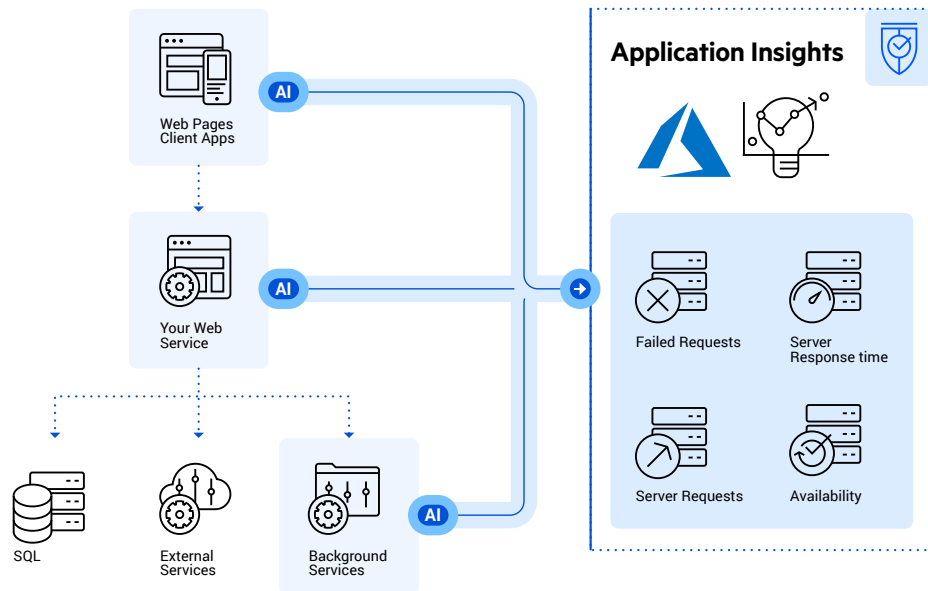 Web Pages
Client Apps
AI
Your Web
Service
AI
SQL
External
Services
Background
Services
AI
Application Insights
Failed Requests
Server
Response time
Server Requests
Availability